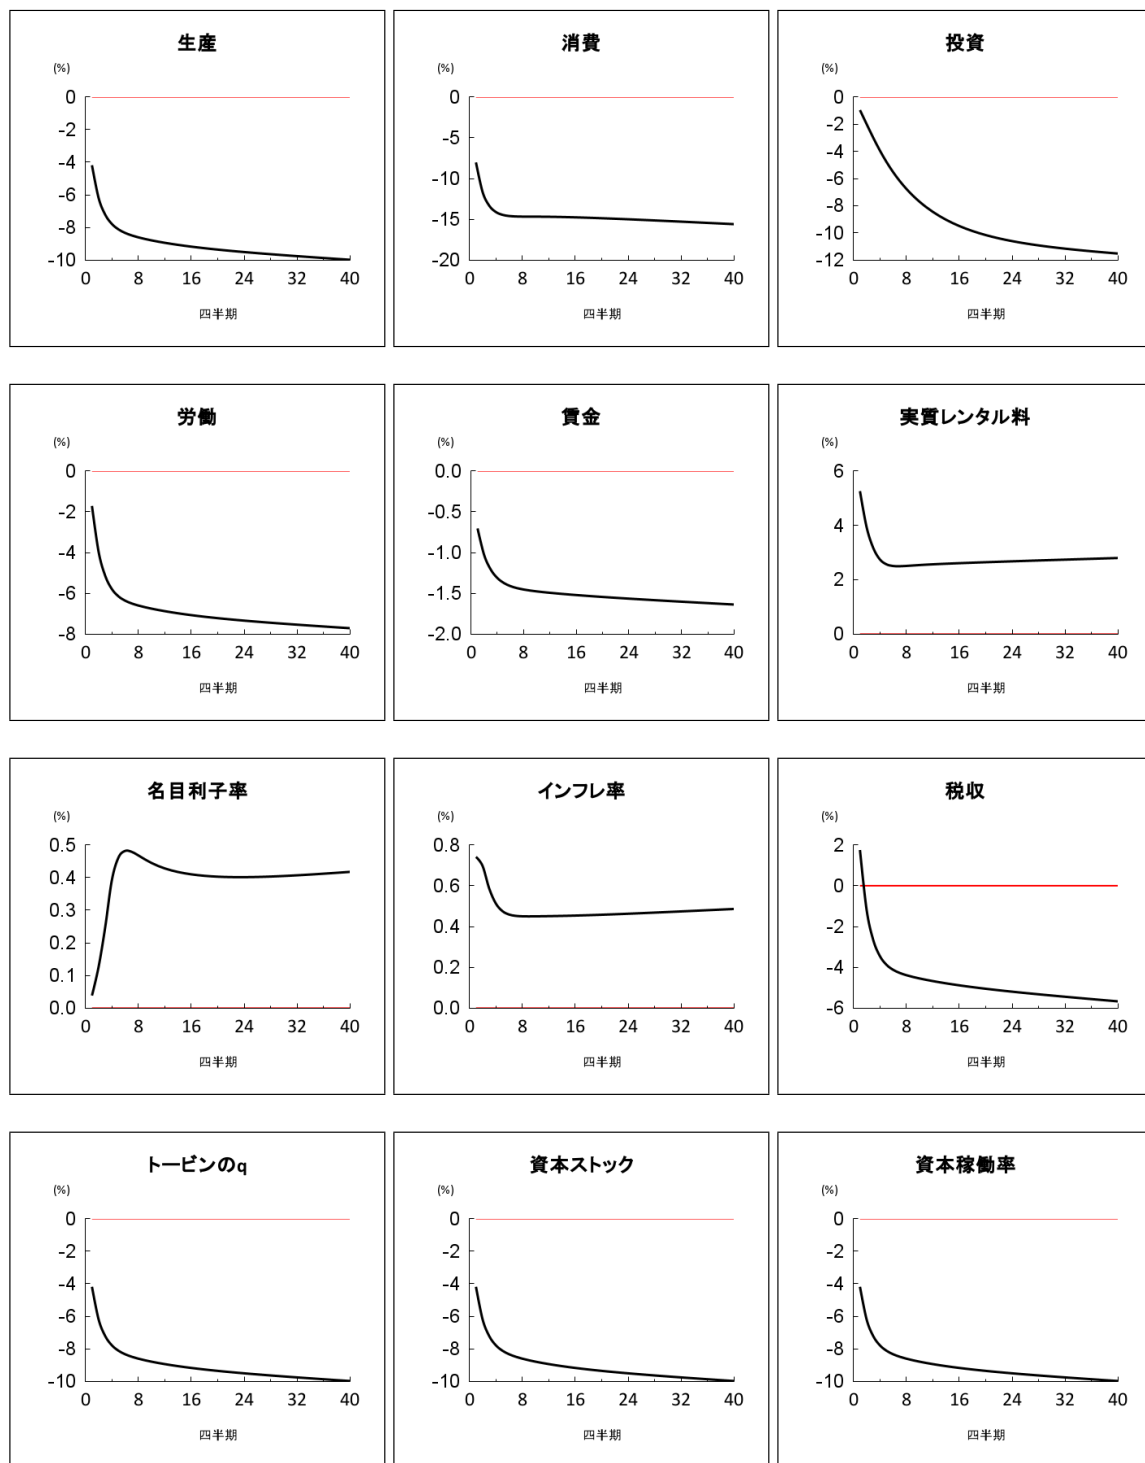 生産
(%)
0
-2
-4
-6
-8
-10
0 8 16 24 32 40
四半期
消費
(%)
0
-5
-10
-15
-20
0 8 16 24 32 40
四半期
投資
(%)
0
-2
-4
-6
-8
-10
-12
0 8 16 24 32 40
四半期
労働
(%)
0
-2
-4
-6
-8
0 8 16 24 32 40
四半期
賃金
(%)
0.0
-0.5
-1.0
-1.5
-2.0
0 8 16 24 32 40
四半期
実質レンタル料
(%)
6
4
2
0
0 8 16 24 32 40
四半期
名目利子率
(%)
0.5
0.4
0.3
0.2
0.1
0.0
0 8 16 24 32 40
四半期
インフレ率
(%)
0.8
0.6
0.4
0.2
0.0
0 8 16 24 32 40
四半期
税収
(%)
2
0
-2
-4
-6
0 8 16 24 32 40
四半期
トービンのq
(%)
0
-2
-4
-6
-8
-10
0 8 16 24 32 40
四半期
資本ストック
(%)
0
-2
-4
-6
-8
-10
0 8 16 24 32 40
四半期
資本稼働率
(%)
0
-2
-4
-6
-8
-10
0 8 16 24 32 40
四半期